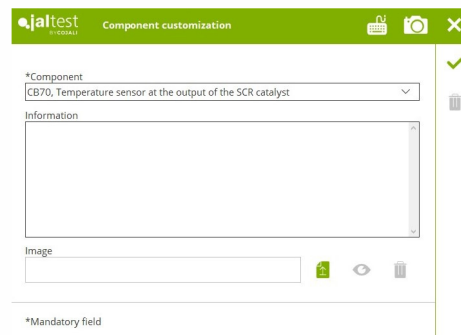 jaltest
BY COJALI
Component customization
*Component
CB70, Temperature sensor at the output of the SCR catalyst
Information
Image
*Mandatory field